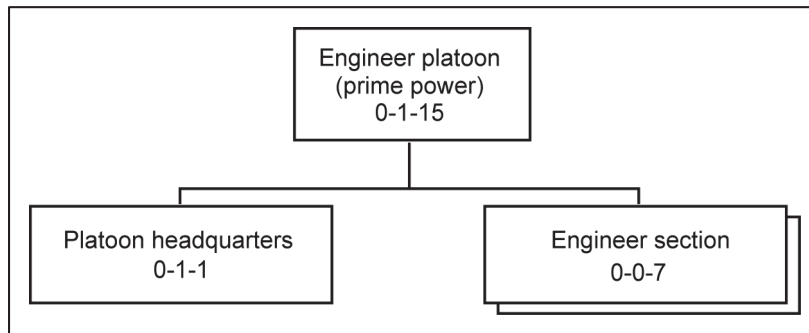 Engineer platoon
(prime power)
0-1-15
Platoon headquarters
0-1-1
Engineer section
0-0-7